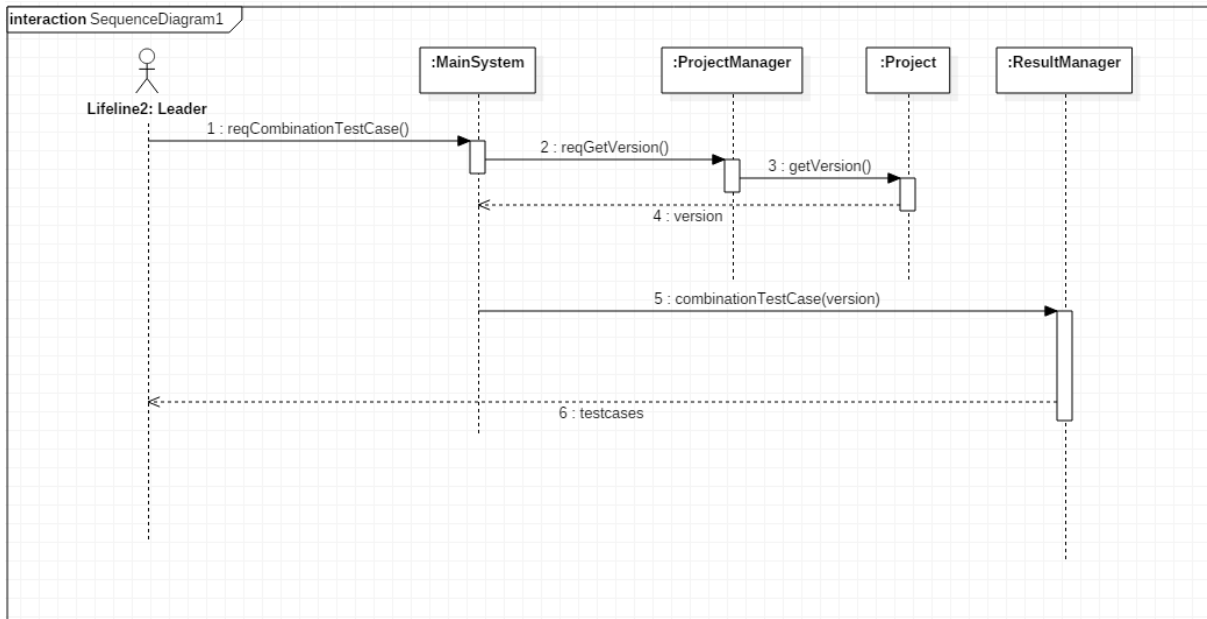 interaction SequenceDiagram1
:MainSystem
:ProjectManager
:Project
:ResultManager
Lifeline2: Leader
1 : reqCombinationTestCase()
2 : reqGetVersion()
3 : getVersion()
4 : version
5 : combinationTestCase(version)
6 : testcases